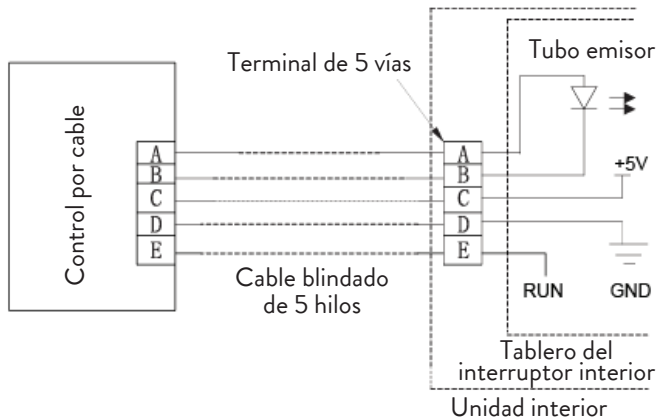 Tubo emisor
Terminal de 5 vías
Control por cable
A
B
C
D
E
A
B
C
D
E
+5V
RUN
GND
Cable blindado
de 5 hilos
Tablero del
interruptor interior
Unidad interior